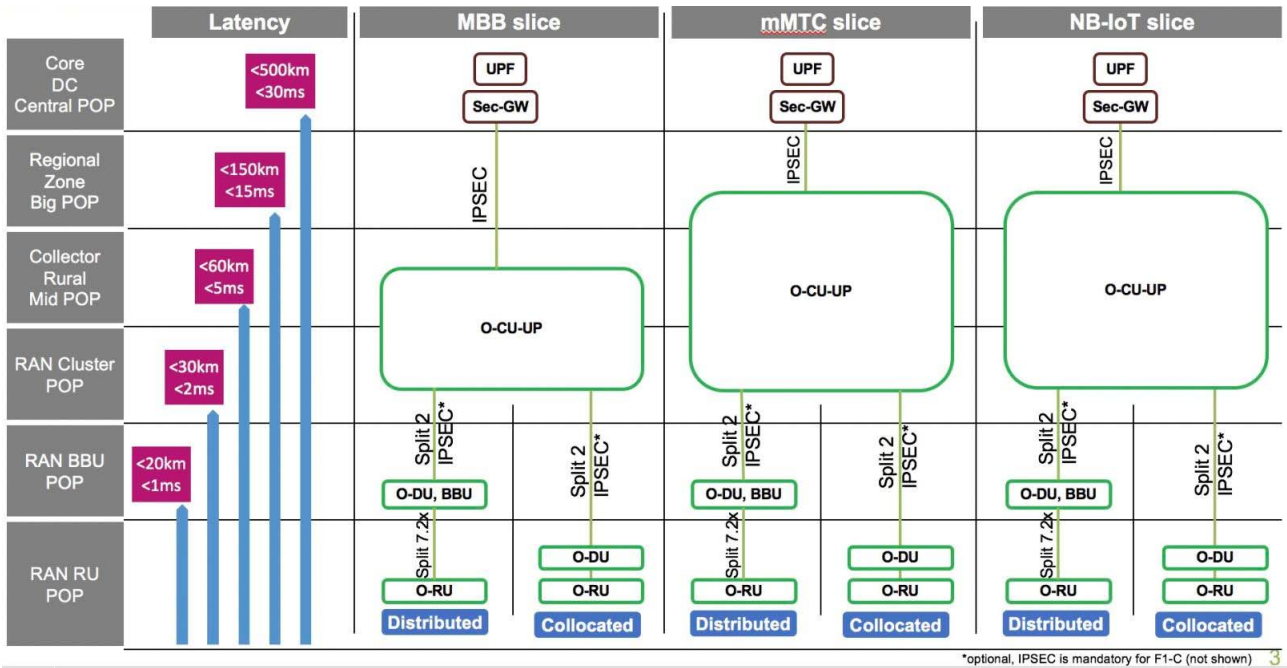 Latency
MBB slice
mMTC slice
NB-IoT slice
Core
DC
Central POP
<500km
<30ms
UPF
Sec-GW
UPF
Sec-GW
UPF
Sec-GW
Regional
Zone
Big POP
<150km
<15ms
IPSEC
IPSEC
IPSEC
Collector
Rural
Mid POP
<60km
<5ms
O-CU-UP
O-CU-UP
O-CU-UP
RAN Cluster
POP
<30km
<2ms
RAN BBU
POP
<20km
<1ms
Split 2
IPSEC*
Split 2
IPSEC*
Split 2
IPSEC*
Split 2
IPSEC*
Split 2
IPSEC*
Split 2
IPSEC*
O-DU, BBU
O-DU, BBU
O-DU, BBU
RAN RU
POP
Split 7.2x
Split 7.2x
Split 7.2x
O-DU
O-DU
O-DU
O-RU
O-RU
O-RU
O-RU
O-RU
O-RU
Distributed
Collocated
Distributed
Collocated
Distributed
Collocated
*optional, IPSEC is mandatory for F1-C (not shown)
3